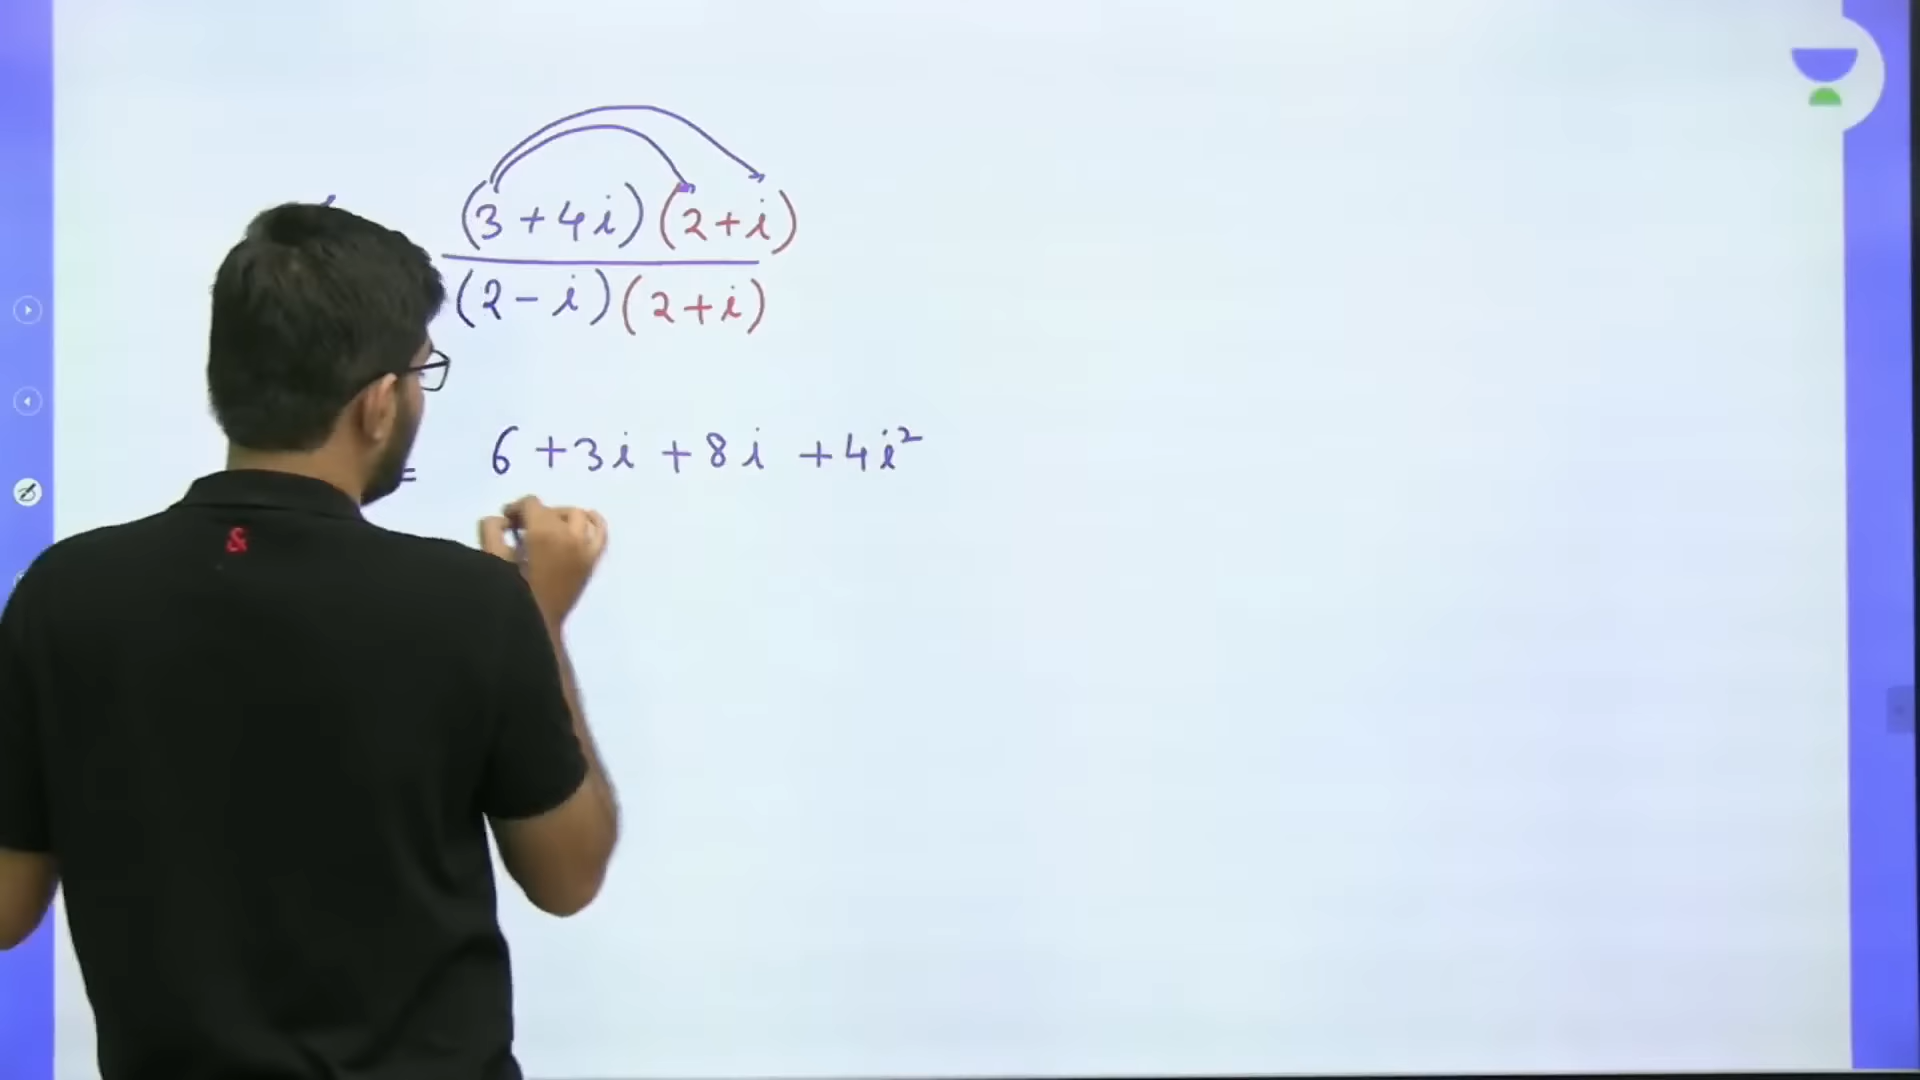 (3 + 4i) (2 + i)
(2 - i) (2 + i)
= 6 + 3i + 8i + 4i²
&